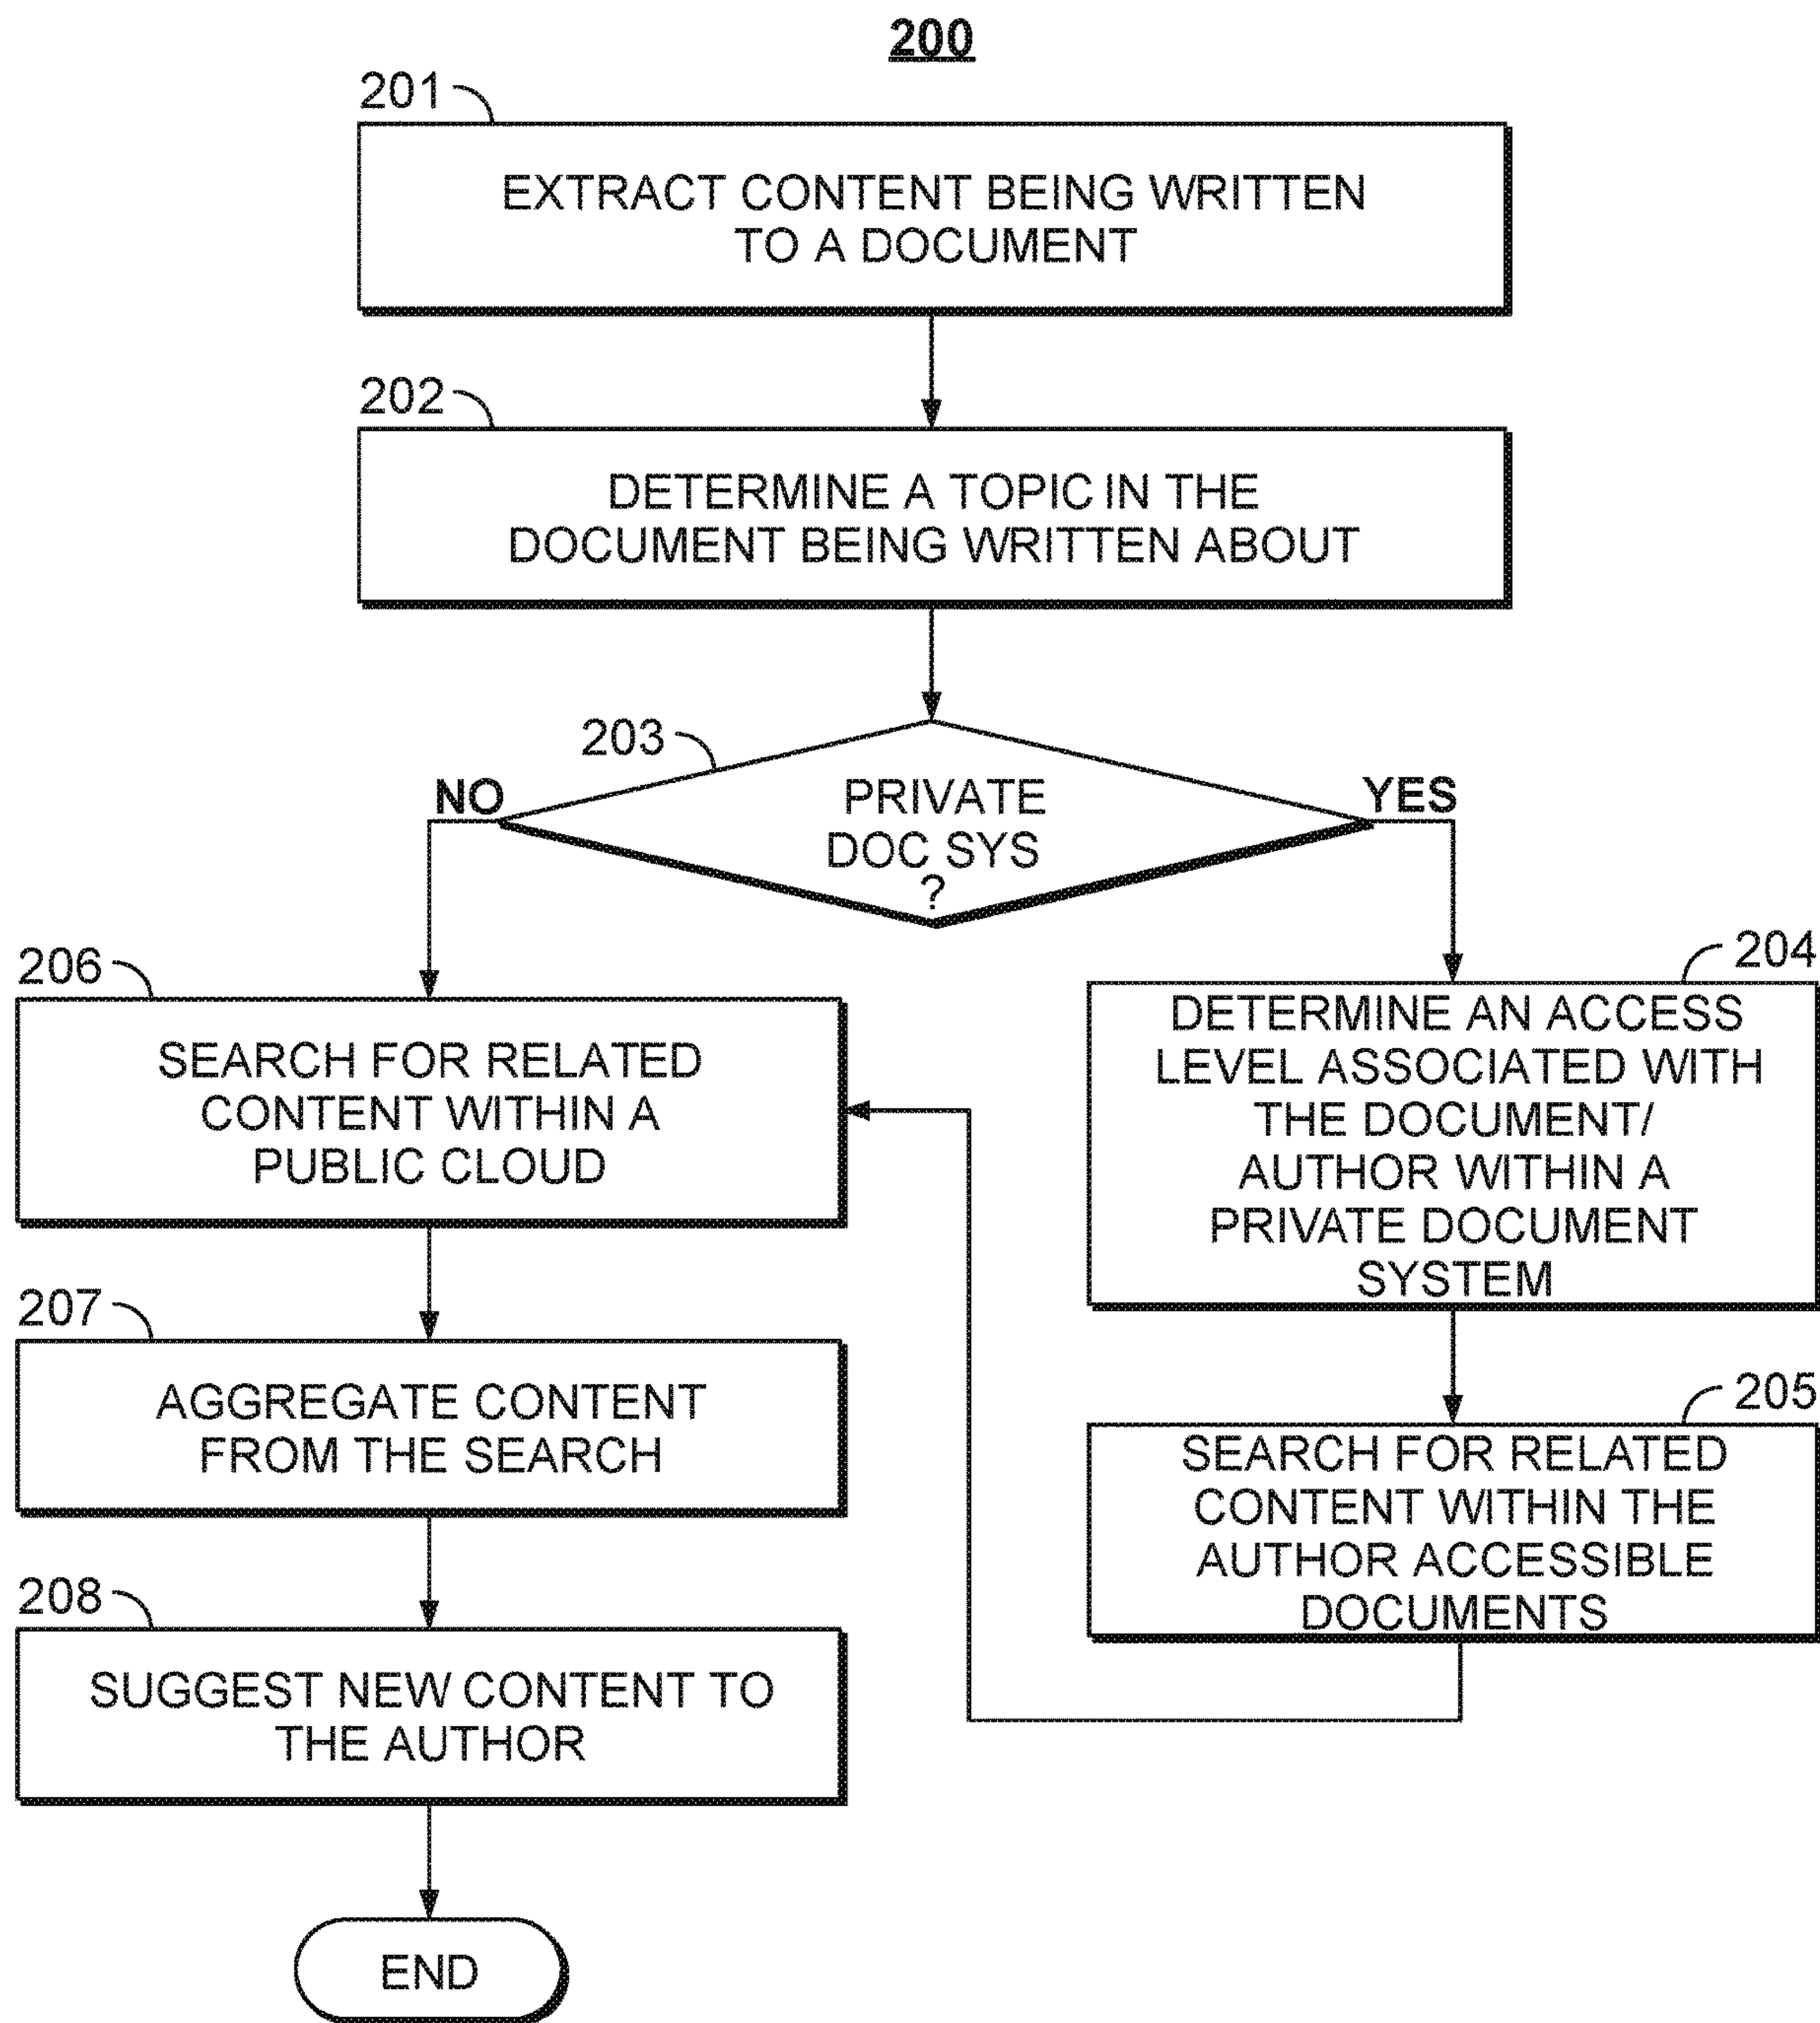 200
201
EXTRACT CONTENT BEING WRITTEN
TO A DOCUMENT
202
DETERMINE A TOPIC IN THE
DOCUMENT BEING WRITTEN ABOUT
203
NO
PRIVATE
DOC SYS
?
YES
206
SEARCH FOR RELATED
CONTENT WITHIN A
PUBLIC CLOUD
204
DETERMINE AN ACCESS
LEVEL ASSOCIATED WITH
THE DOCUMENT/
AUTHOR WITHIN A
PRIVATE DOCUMENT
SYSTEM
207
AGGREGATE CONTENT
FROM THE SEARCH
205
SEARCH FOR RELATED
CONTENT WITHIN THE
AUTHOR ACCESSIBLE
DOCUMENTS
208
SUGGEST NEW CONTENT TO
THE AUTHOR
END